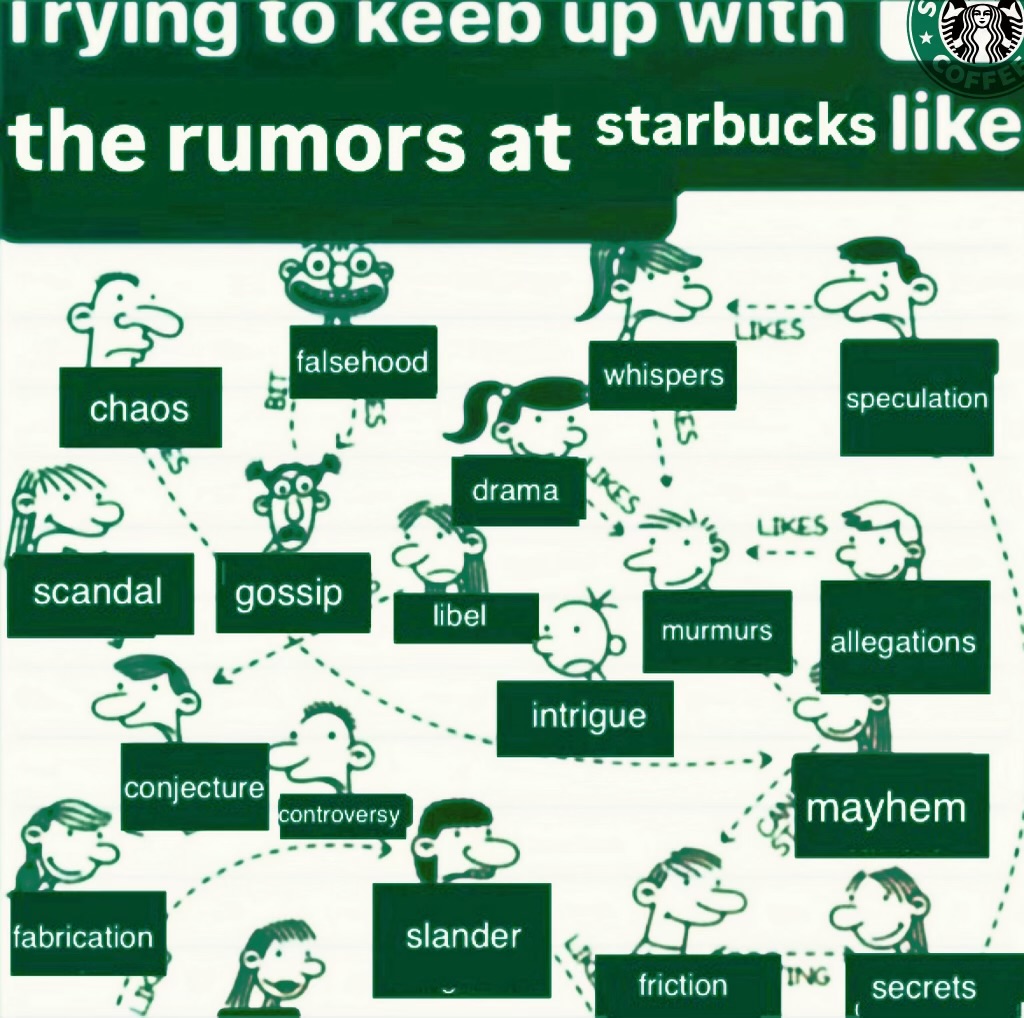 Trying to keep up with
COFFEE
the rumors at starbucks like
falsehood
LIKES
whispers
speculation
chaos
BIT
drama
LIKES
LIKES
scandal
gossip
libel
murmurs
allegations
intrigue
conjecture
controversy
mayhem
fabrication
slander
friction
secrets